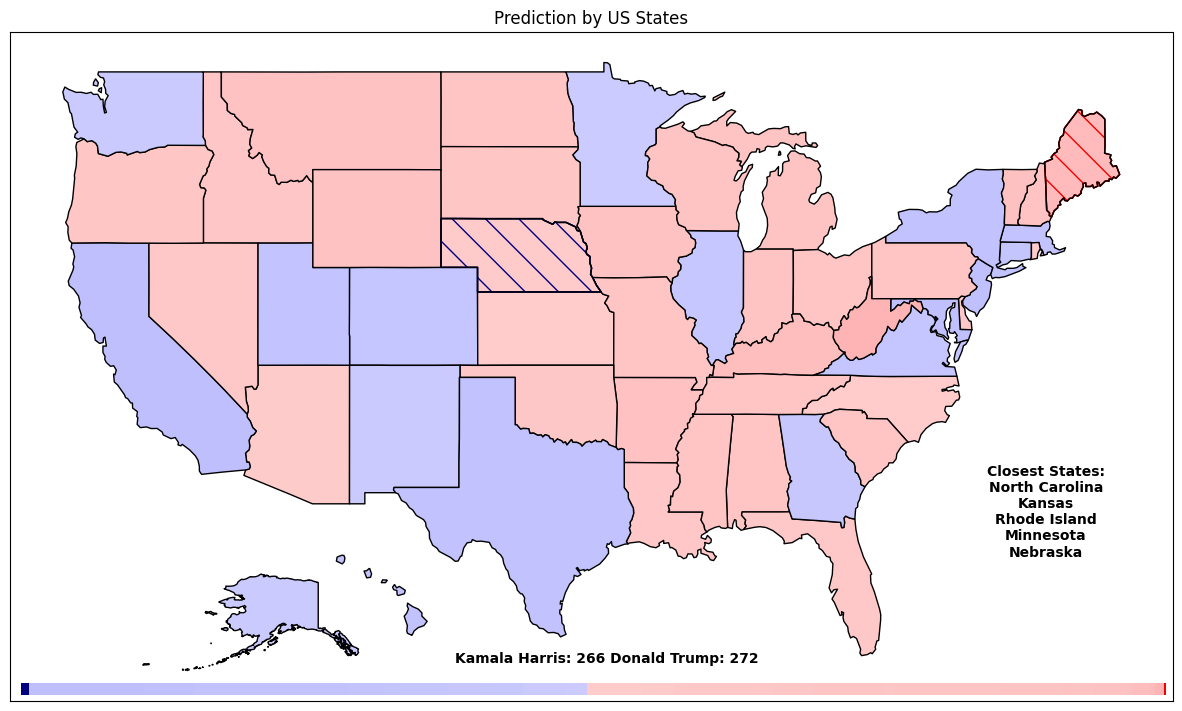 Prediction by US States
Closest States:
North Carolina
Kansas
Rhode Island
Minnesota
Nebraska
Kamala Harris: 266 Donald Trump: 272